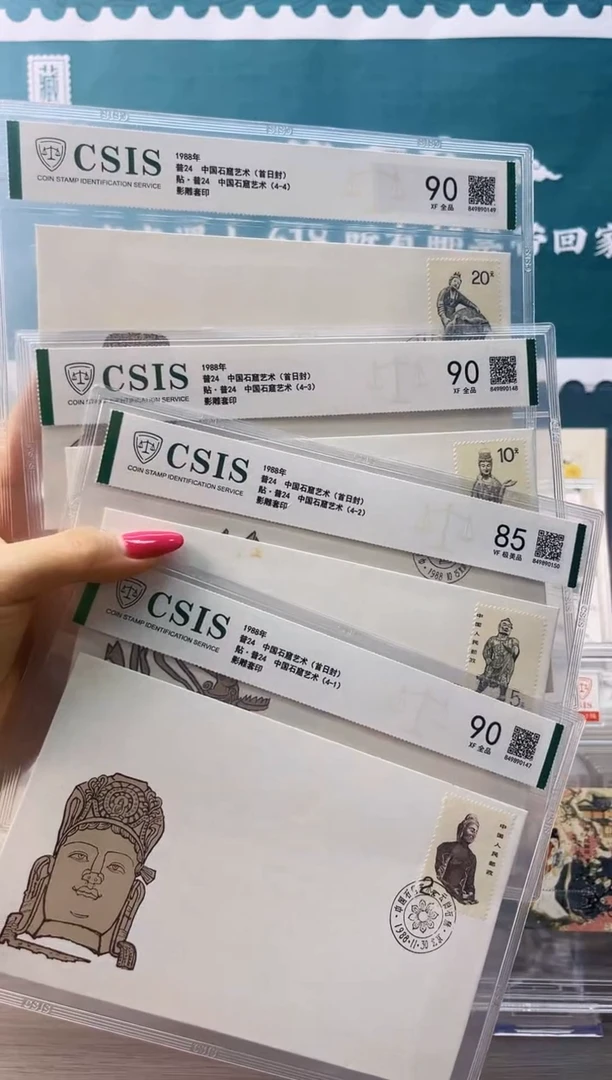 藏
CSIS
COIN STAMP IDENTIFICATION SERVICE
1988年
普24 中国石窟艺术（首日封）
贴·普24 中国石窟艺术（4-4）
影雕套印
90
XF 全品
849890149
带回家
20分
CSIS
COIN STAMP IDENTIFICATION SERVICE
1988年
普24 中国石窟艺术（首日封）
贴·普24 中国石窟艺术（4-3）
影雕套印
90
XF 全品
849890148
10分
CSIS
COIN STAMP IDENTIFICATION SERVICE
1988年
普24 中国石窟艺术（首日封）
贴·普24 中国石窟艺术（4-2）
影雕套印
85
VF 极美品
849890150
1988
中国人民邮政
5
CSIS
COIN STAMP IDENTIFICATION SERVICE
1988年
普24 中国石窟艺术（首日封）
贴·普24 中国石窟艺术（4-1）
影雕套印
90
XF 全品
849890147
中国人民邮政
2
1988·11·30